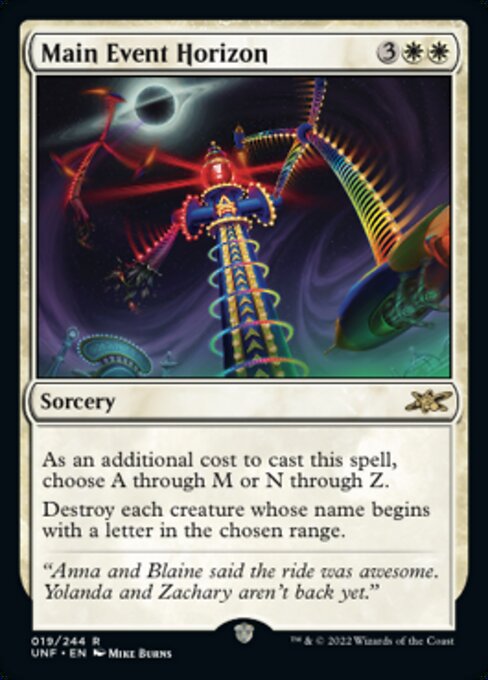 Main Event Horizon 3
Sorcery
As an additional cost to cast this spell,
choose A through M or N through Z.
Destroy each creature whose name begins
with a letter in the chosen range.
“Anna and Blaine said the ride was awesome.
Yolanda and Zachary aren’t back yet.”
019/244 R
UNF • EN Mike Burns
™ & © 2022 Wizards of the Coast